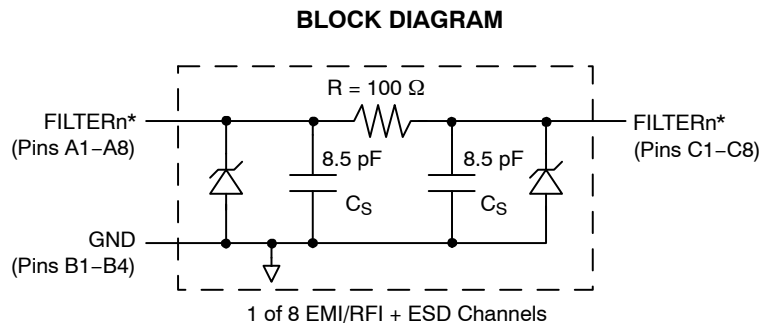 BLOCK DIAGRAM
R = 100 Ω
FILTERn*
(Pins A1−A8)
FILTERn*
(Pins C1−C8)
8.5 pF
8.5 pF
CS
CS
GND
(Pins B1−B4)
1 of 8 EMI/RFI + ESD Channels